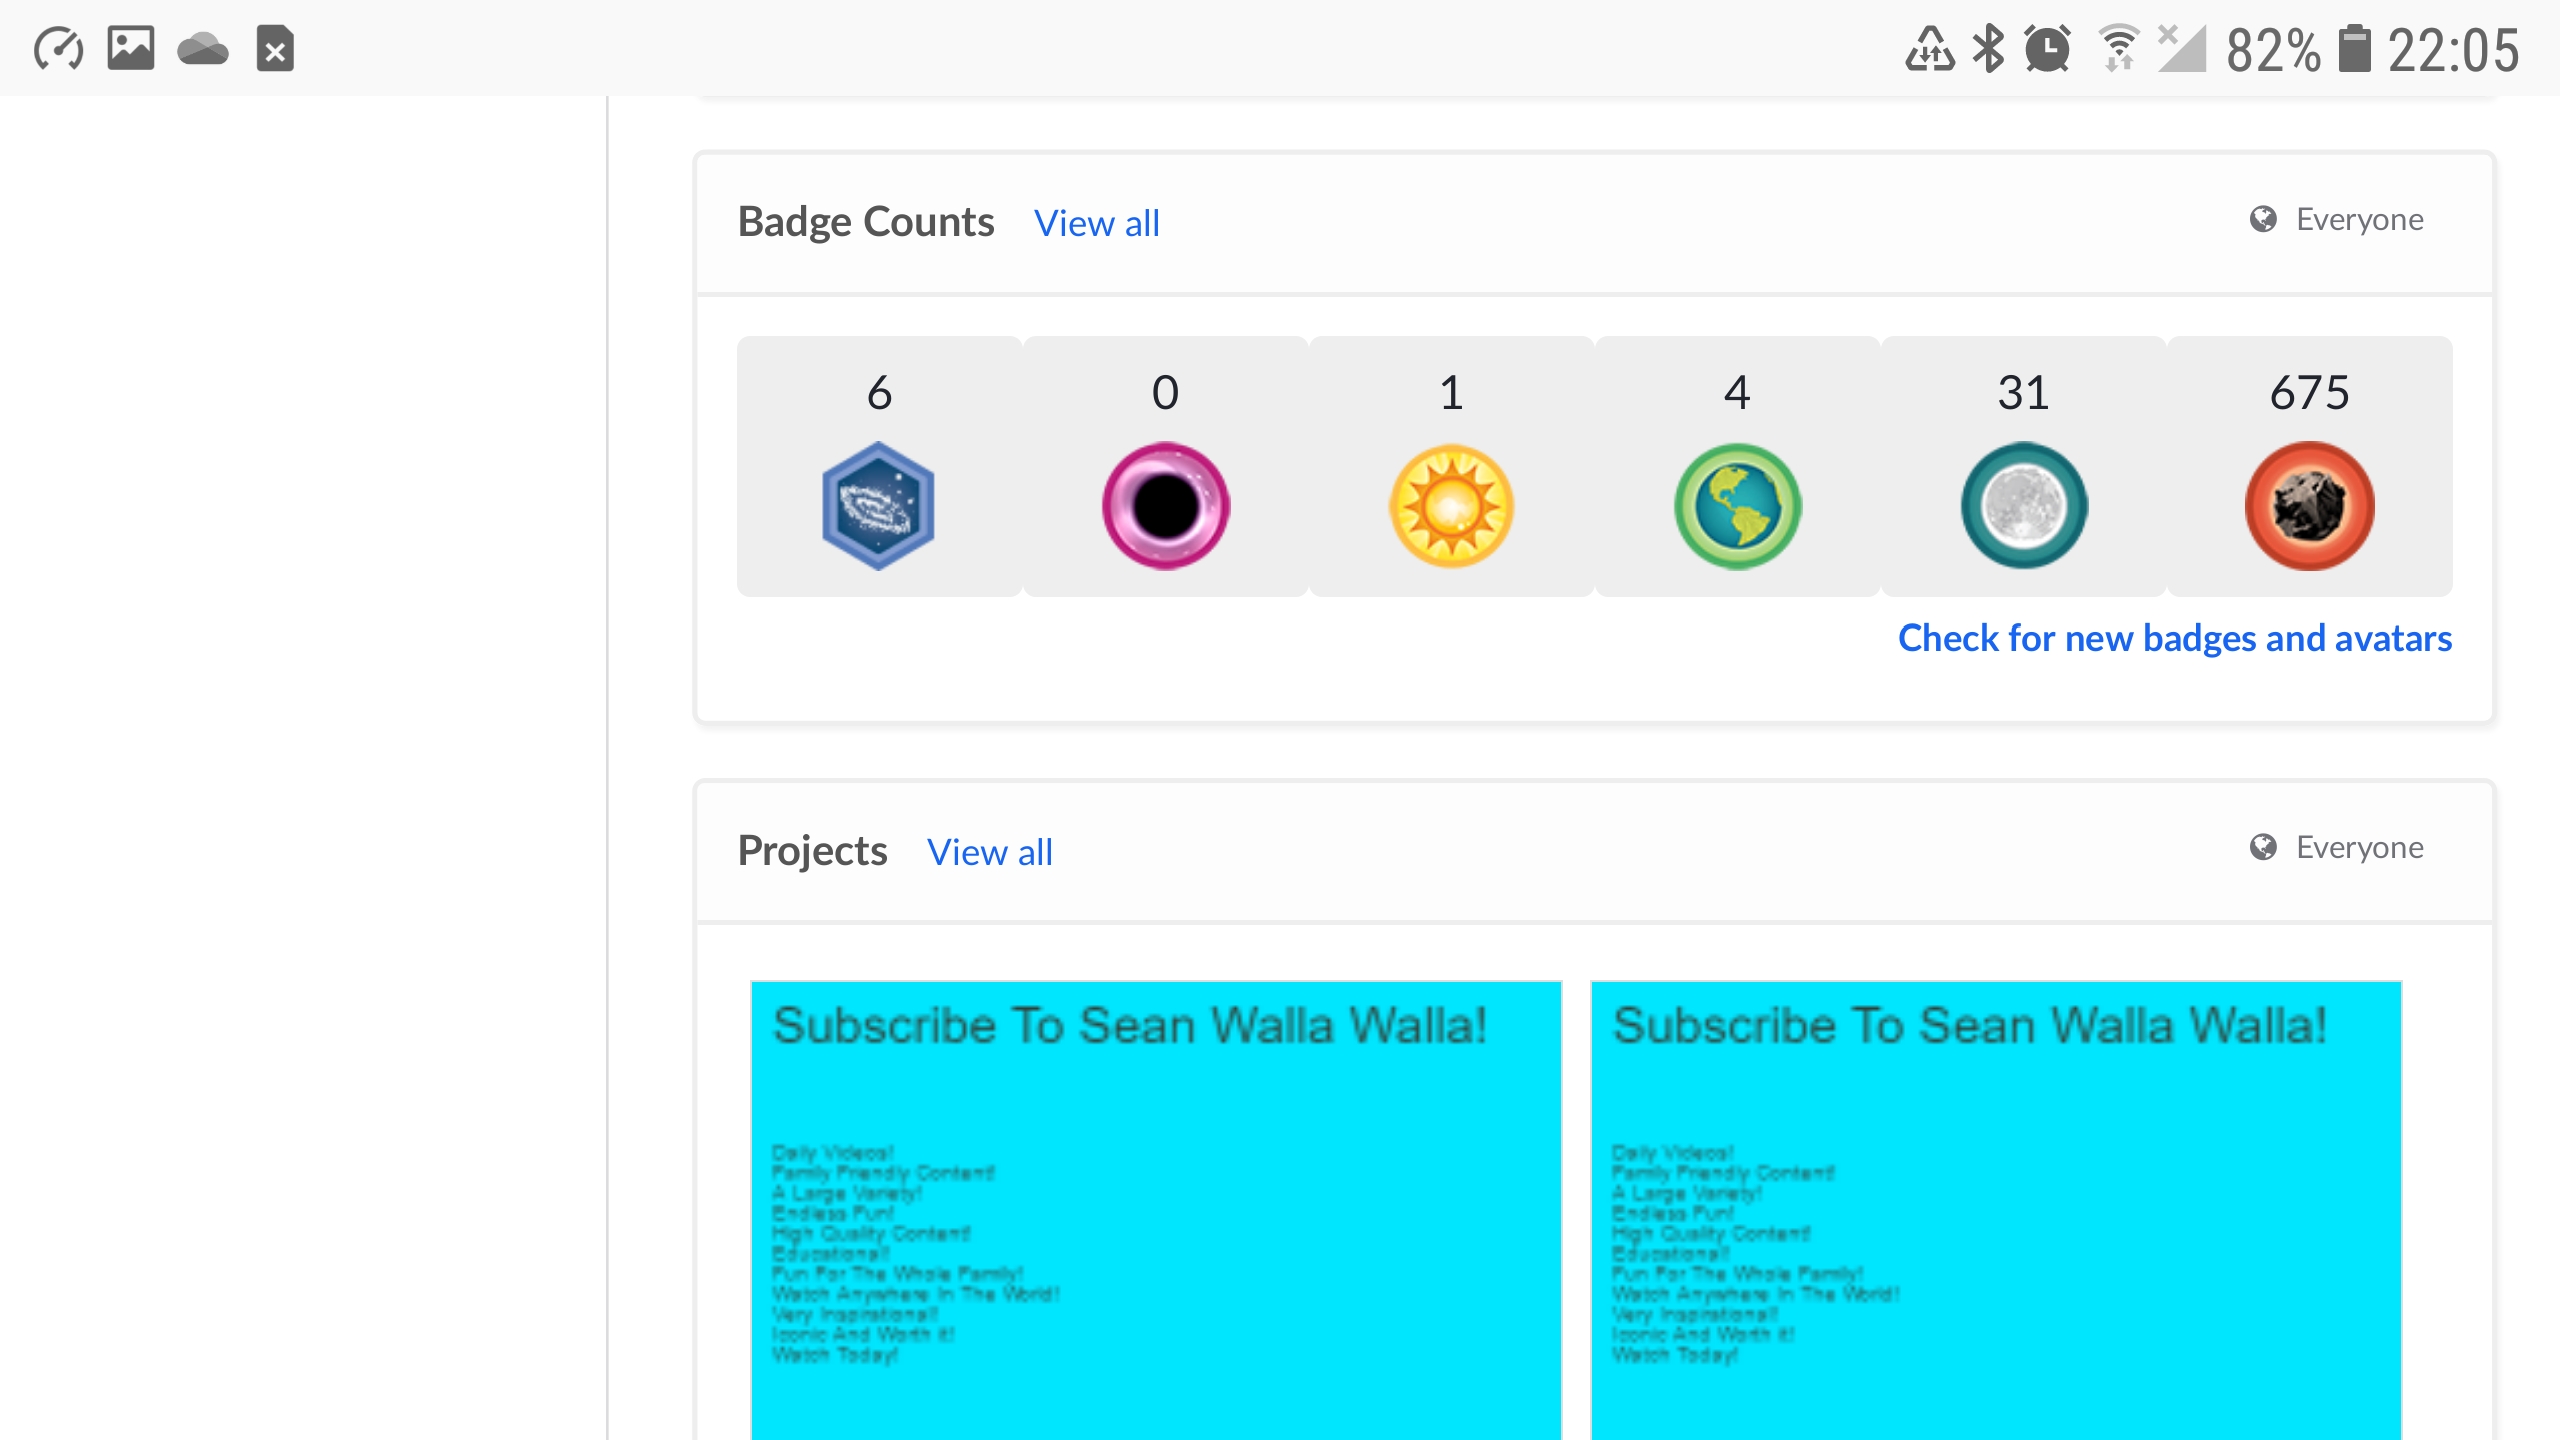 82% 22:05
Badge Counts View all Everyone
6 0 1 4 31 675
Check for new badges and avatars
Projects View all Everyone
Subscribe To Sean Walla Walla!
Daily Videos!
Family Friendly Content!
A Large Variety!
Endless Fun!
High Quality Content!
Educational!
Fun For The Whole Family!
Watch Anywhere In The World!
Very Inspirational!
Iconic And Worth It!
Watch Today!
Subscribe To Sean Walla Walla!
Daily Videos!
Family Friendly Content!
A Large Variety!
Endless Fun!
High Quality Content!
Educational!
Fun For The Whole Family!
Watch Anywhere In The World!
Very Inspirational!
Iconic And Worth It!
Watch Today!